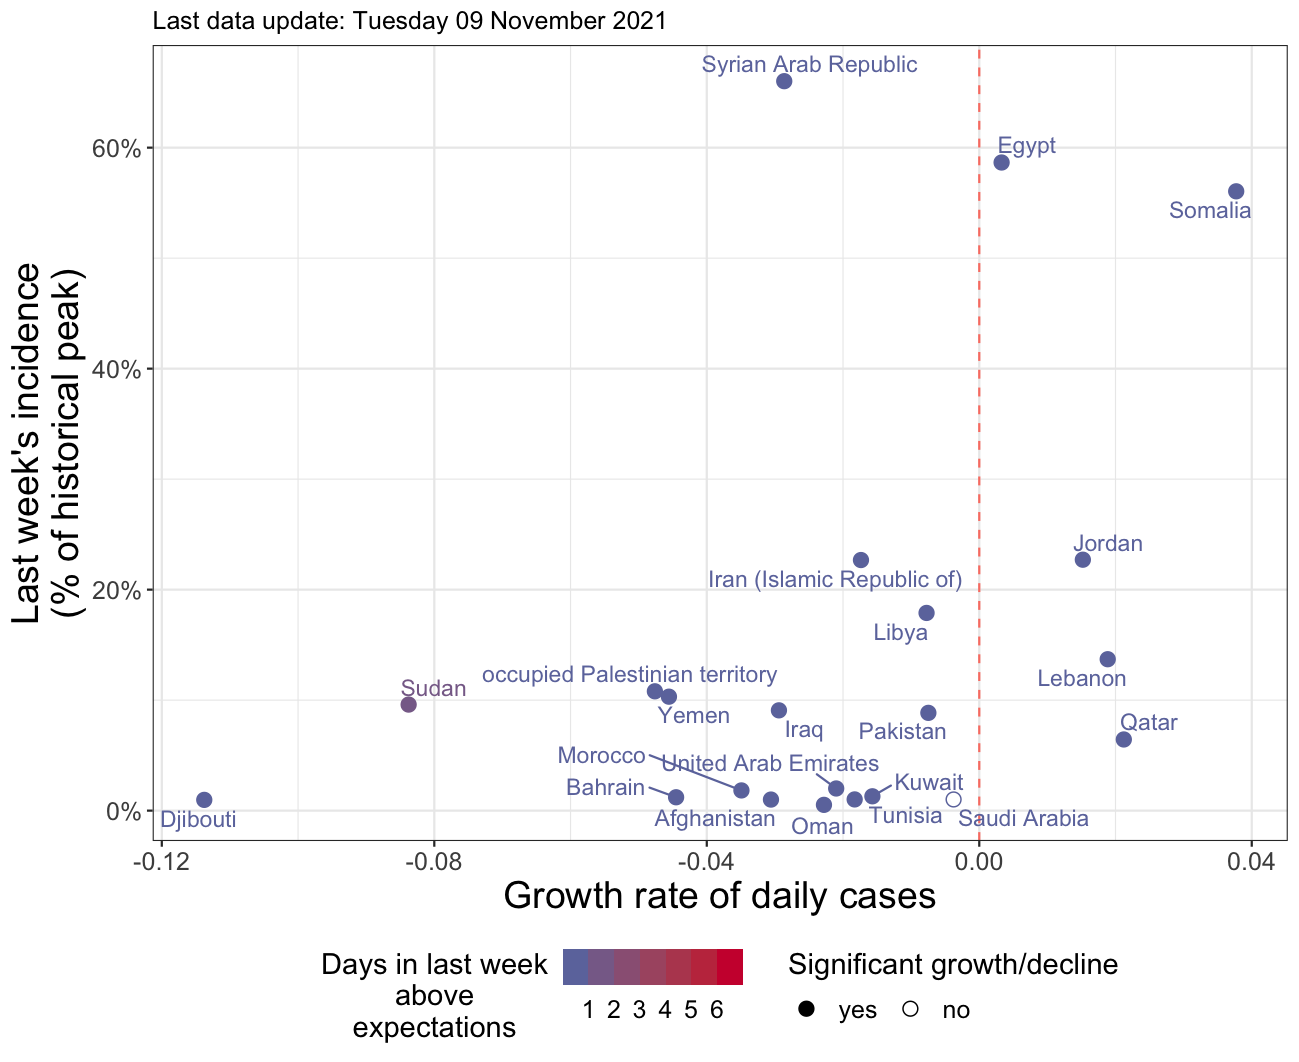 Last data update: Tuesday 09 November 2021
Last week's incidence
(% of historical peak)
60%
40%
20%
0%
Syrian Arab Republic
Egypt
Somalia
Jordan
Iran (Islamic Republic of)
Libya
Lebanon
occupied Palestinian territory
Sudan
Yemen
Qatar
Iraq
Pakistan
Morocco
United Arab Emirates
Bahrain
Kuwait
Djibouti
Afghanistan
Oman
Tunisia
Saudi Arabia
-0.12
-0.08
-0.04
0.00
0.04
Growth rate of daily cases
Days in last week
above
expectations
1 2 3 4 5 6
Significant growth/decline
yes
no